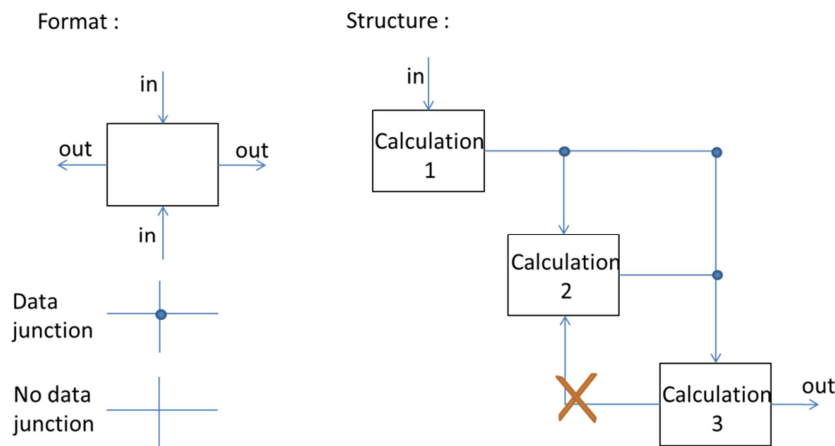 Format :
in
out
out
in
Data
junction
No data
junction
Structure :
in
Calculation
1
Calculation
2
Calculation
3
out